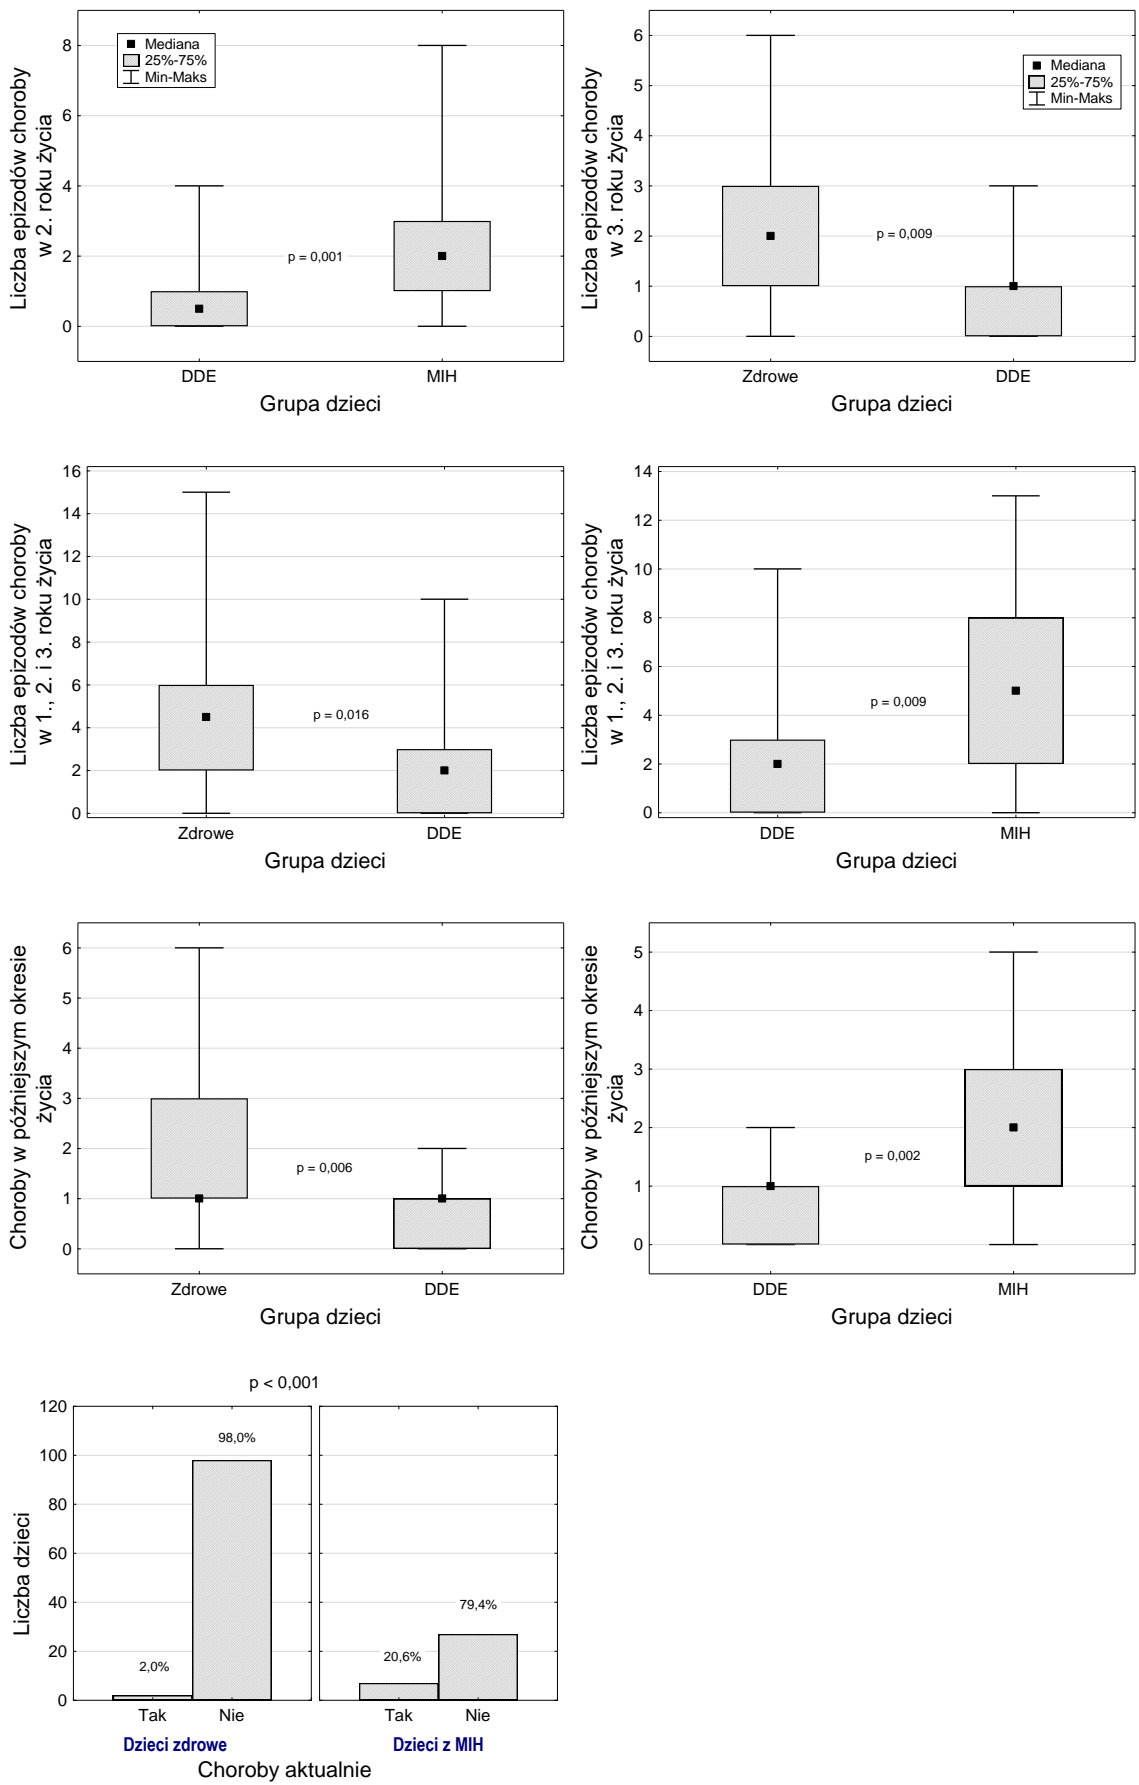 Liczba epizodów choroby
w 2. roku życia
8
6
4
2
0
Mediana
25%-75%
Min-Maks
p = 0,001
DDE
MIH
Grupa dzieci
Liczba epizodów choroby
w 3. roku życia
6
5
4
3
2
1
0
Mediana
25%-75%
Min-Maks
p = 0,009
Zdrowe
DDE
Grupa dzieci
Liczba epizodów choroby
w 1., 2. i 3. roku życia
16
14
12
10
8
6
4
2
0
p = 0,016
Zdrowe
DDE
Grupa dzieci
Liczba epizodów choroby
w 1., 2. i 3. roku życia
14
12
10
8
6
4
2
0
p = 0,009
DDE
MIH
Grupa dzieci
Choroby w późniejszym okresie
życia
6
5
4
3
2
1
0
p = 0,006
Zdrowe
DDE
Grupa dzieci
Choroby w późniejszym okresie
życia
5
4
3
2
1
0
p = 0,002
DDE
MIH
Grupa dzieci
p < 0,001
Liczba dzieci
120
100
80
60
40
20
0
2,0%
98,0%
20,6%
79,4%
Tak
Nie
Tak
Nie
Dzieci zdrowe
Dzieci z MIH
Choroby aktualnie